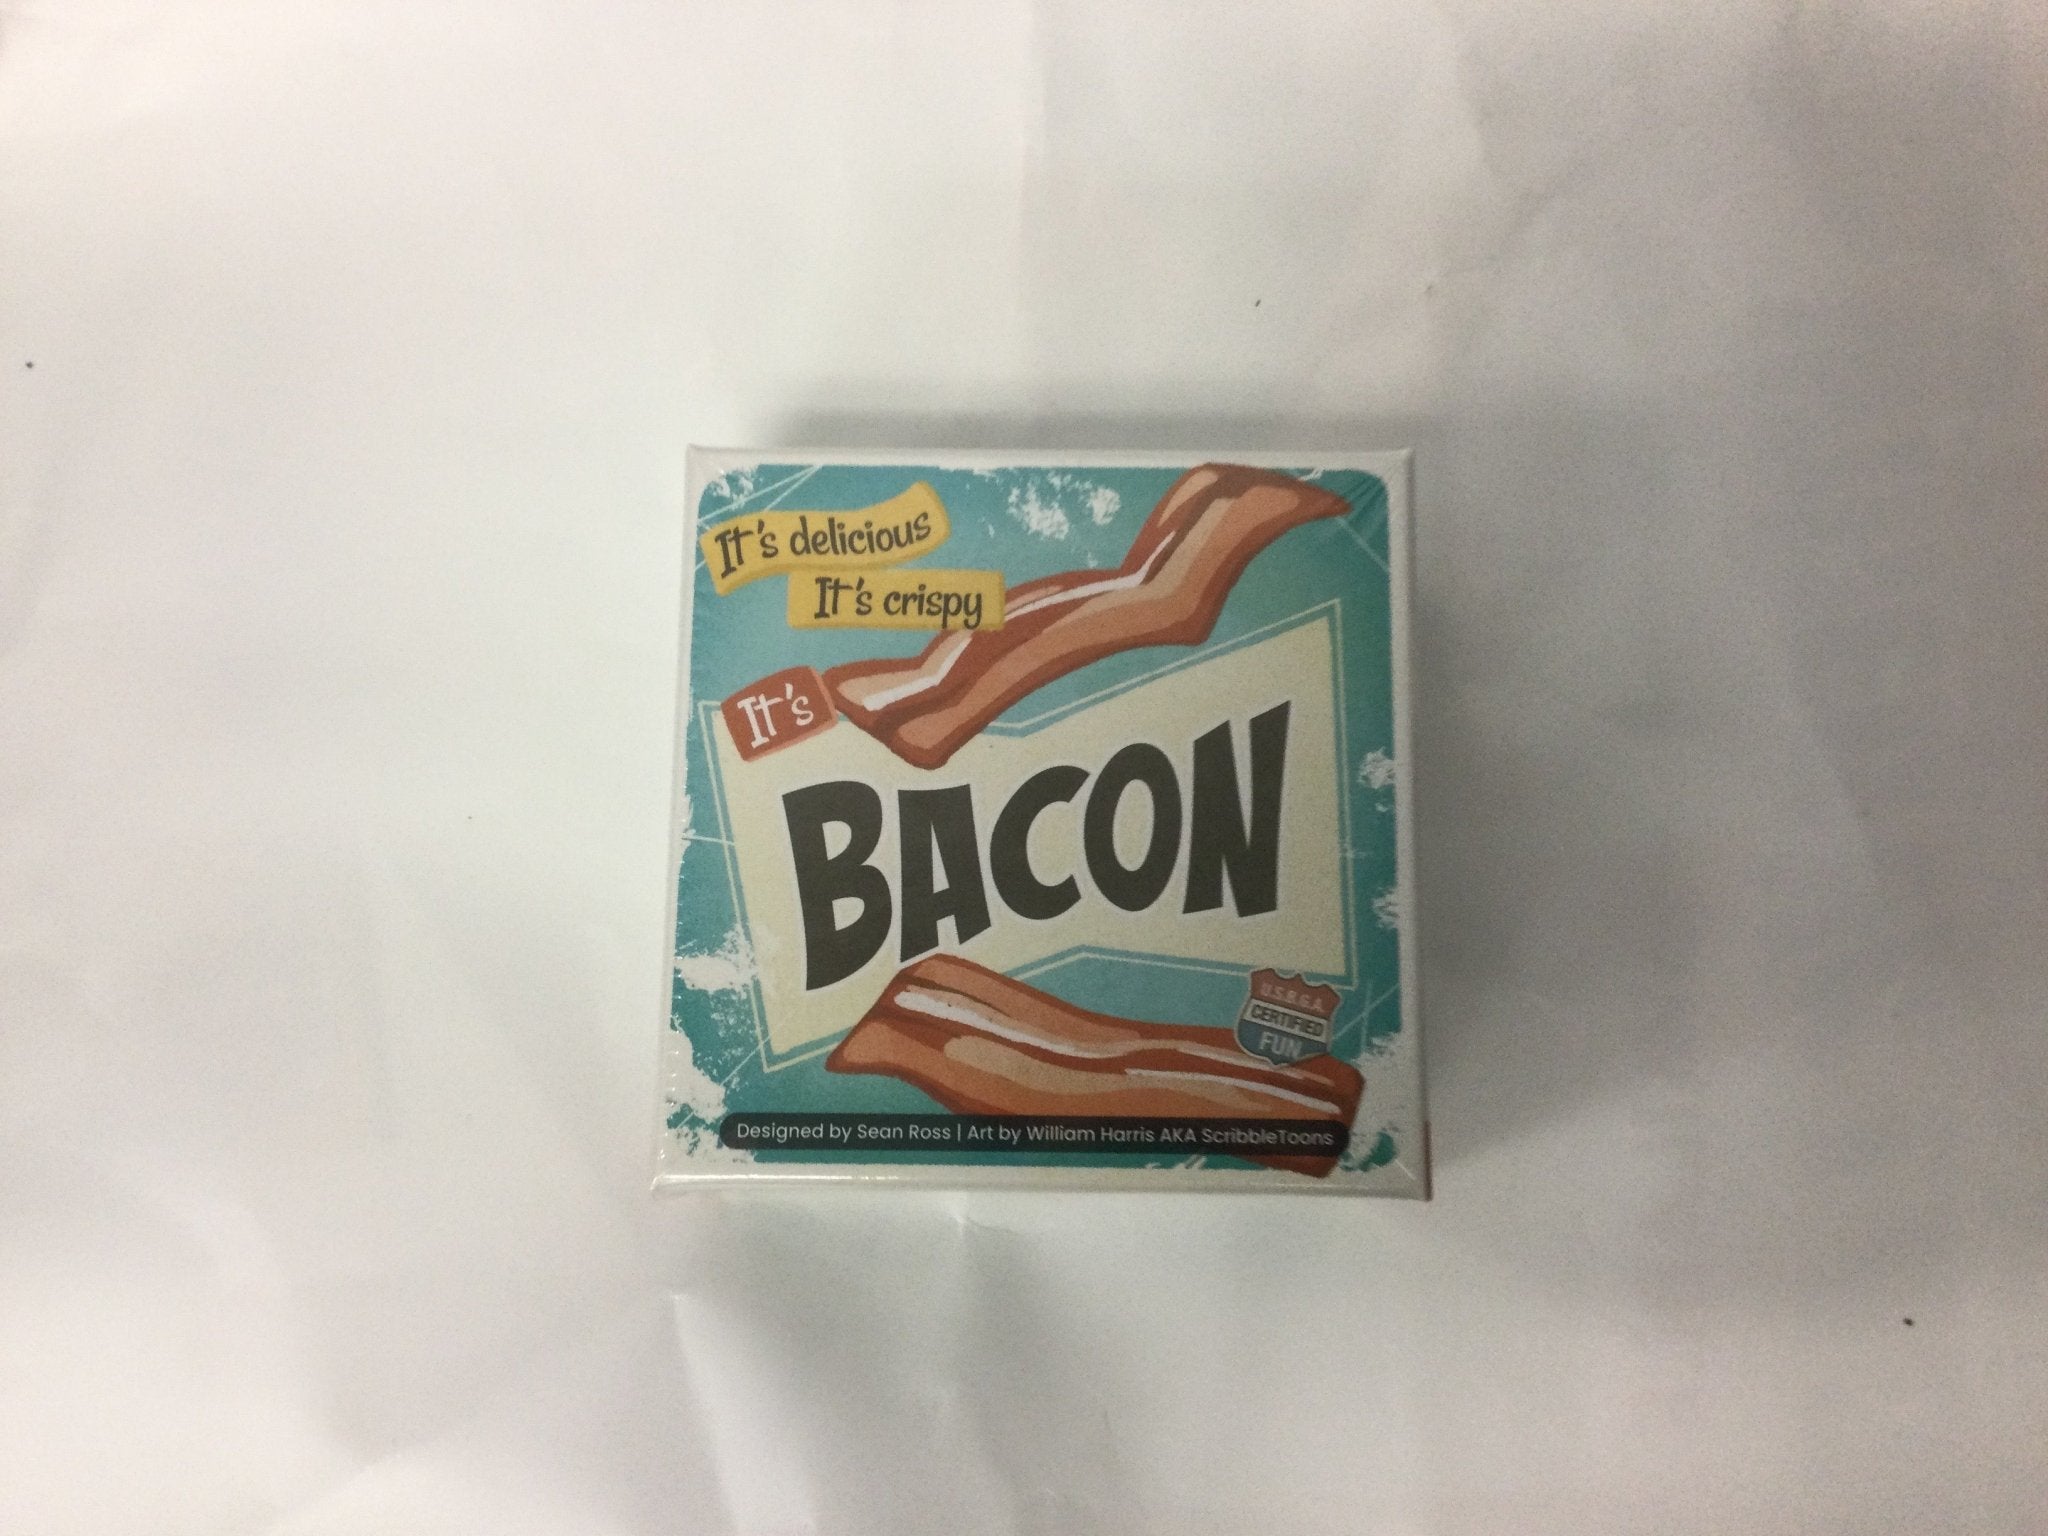 It's delicious
It's crispy
It's
BACON
U.S.B.G.A.
CERTIFIED
FUN
Designed by Sean Ross | Art by William Harris AKA ScribbleToons